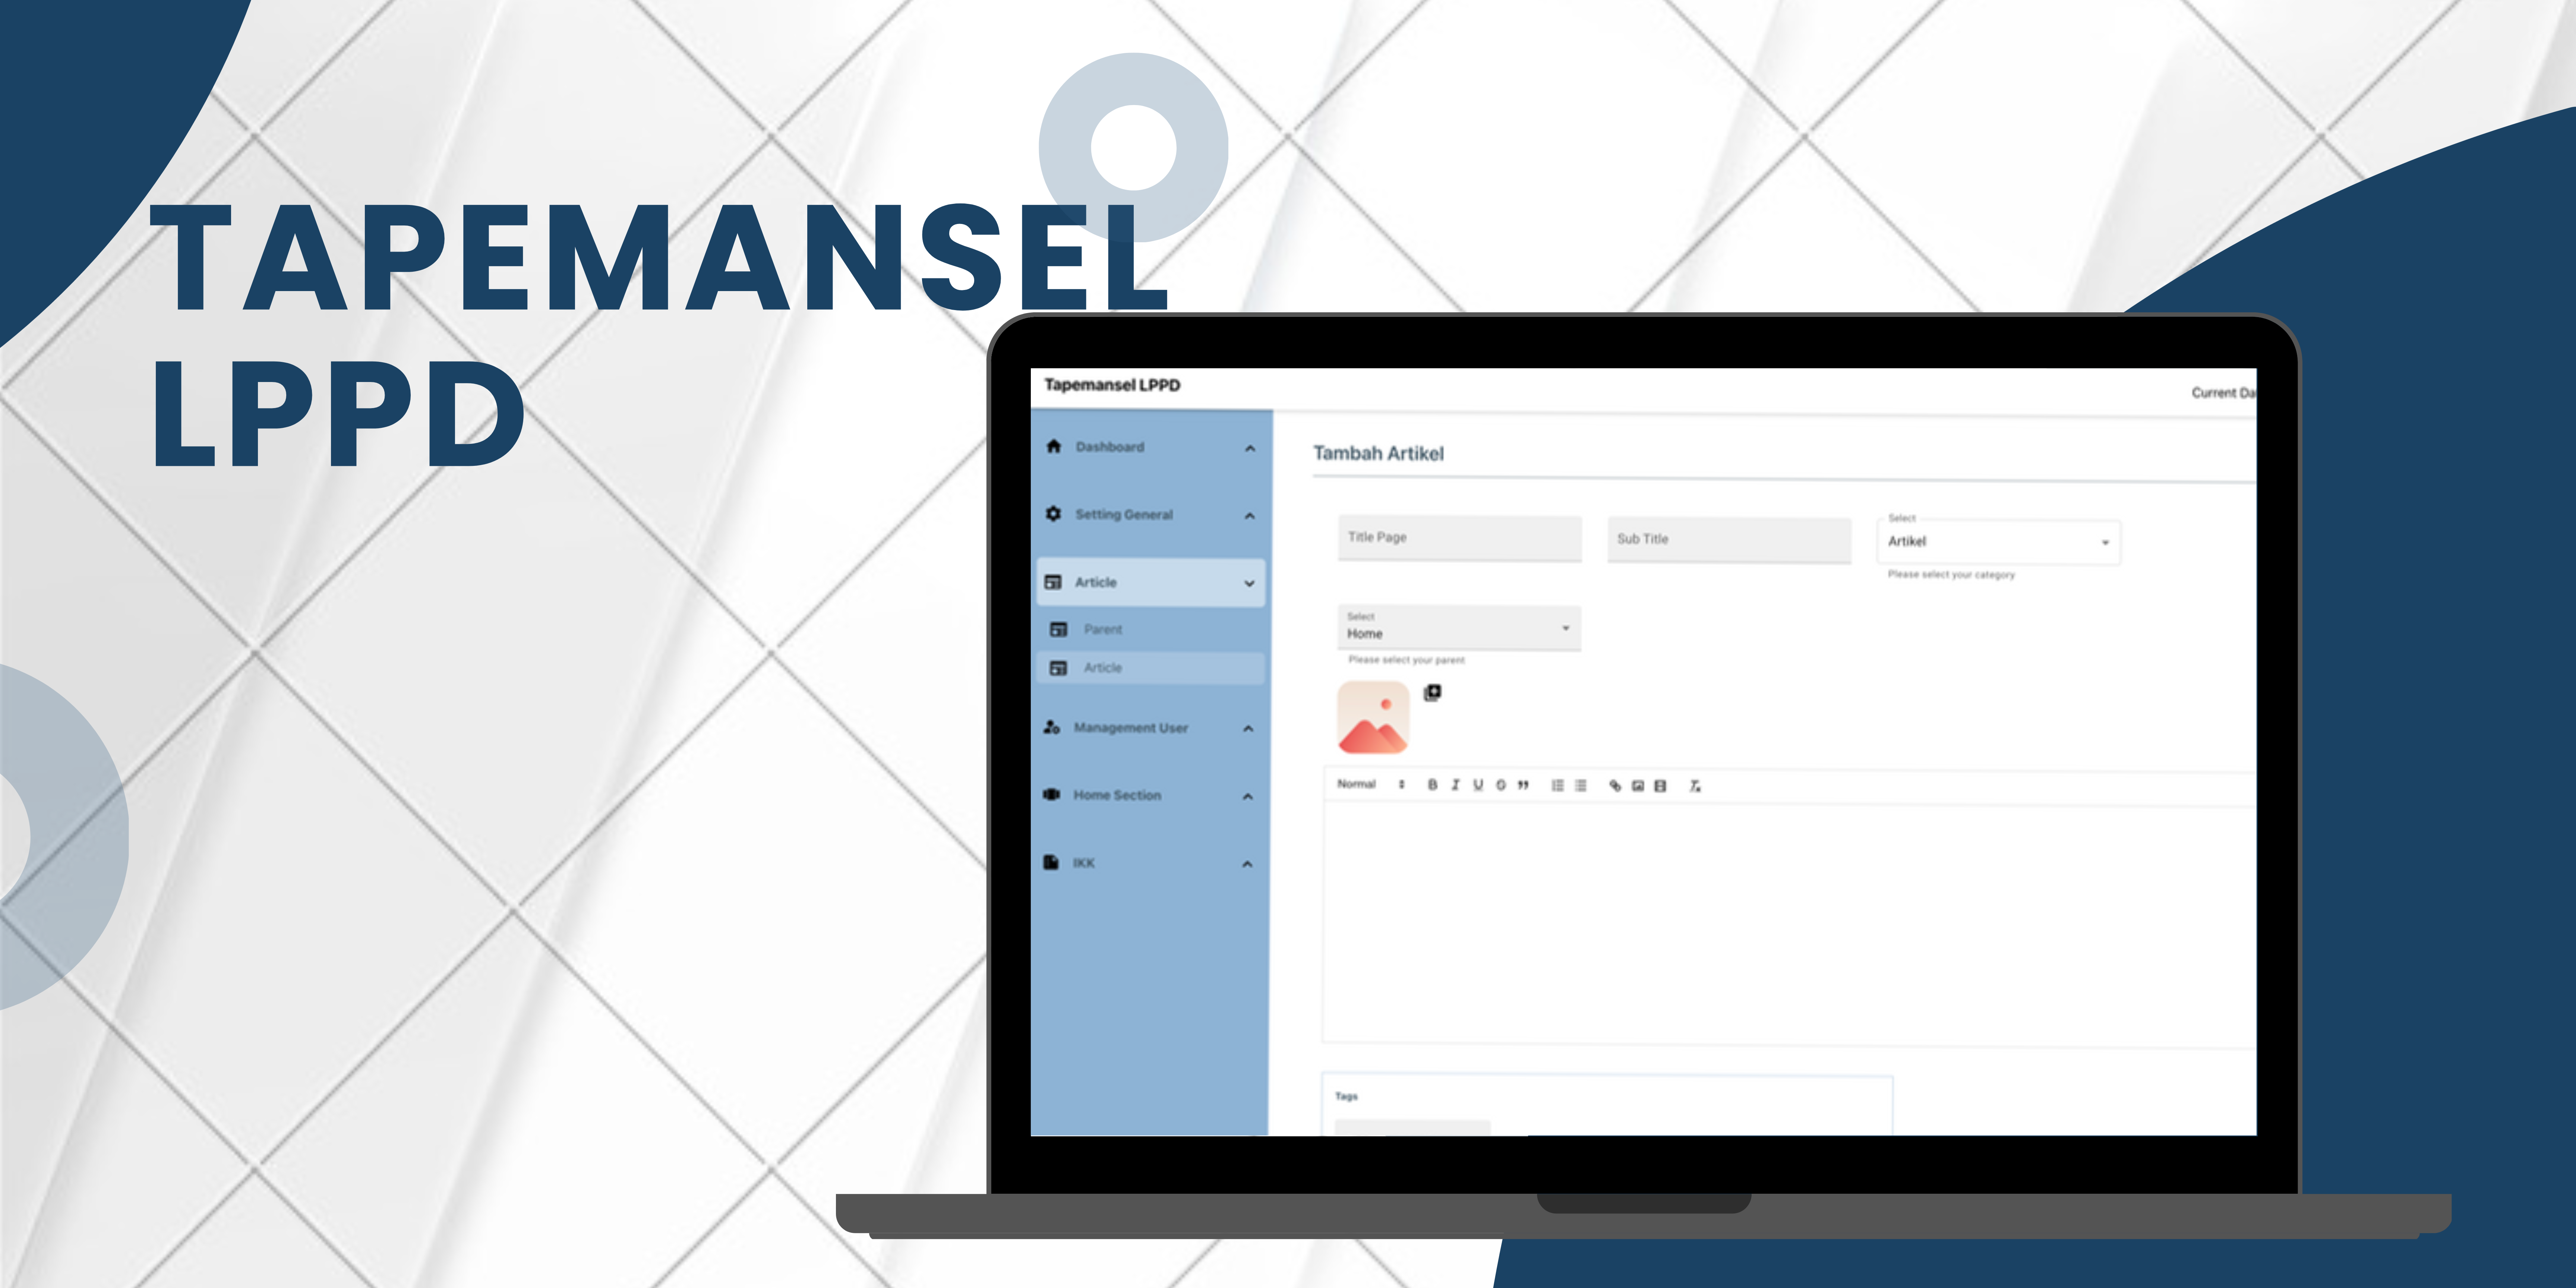 TAPEMANSEL
LPPD
Tapemansel LPPD
Current Da
Dashboard
Setting General
Article
Parent
Article
Management User
Home Section
IKK
Tambah Artikel
Title Page
Sub Title
Select
Artikel
Please select your category
Select
Home
Please select your parent
Normal
B I U S
Tags